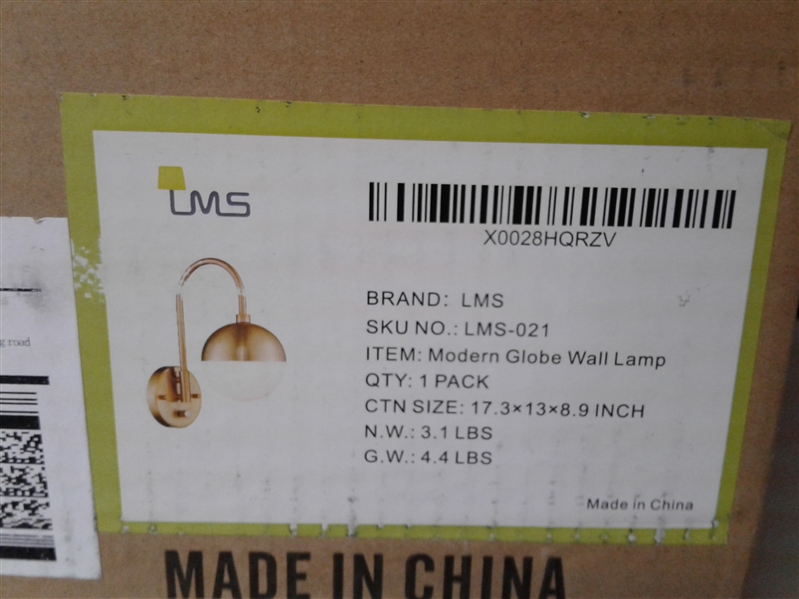 LMS
X0028HQRZV
BRAND: LMS
SKU NO.: LMS-021
ITEM: Modern Globe Wall Lamp
QTY: 1 PACK
CTN SIZE: 17.3×13×8.9 INCH
N.W.: 3.1 LBS
G.W.: 4.4 LBS
Made in China
road
MADE IN CHINA